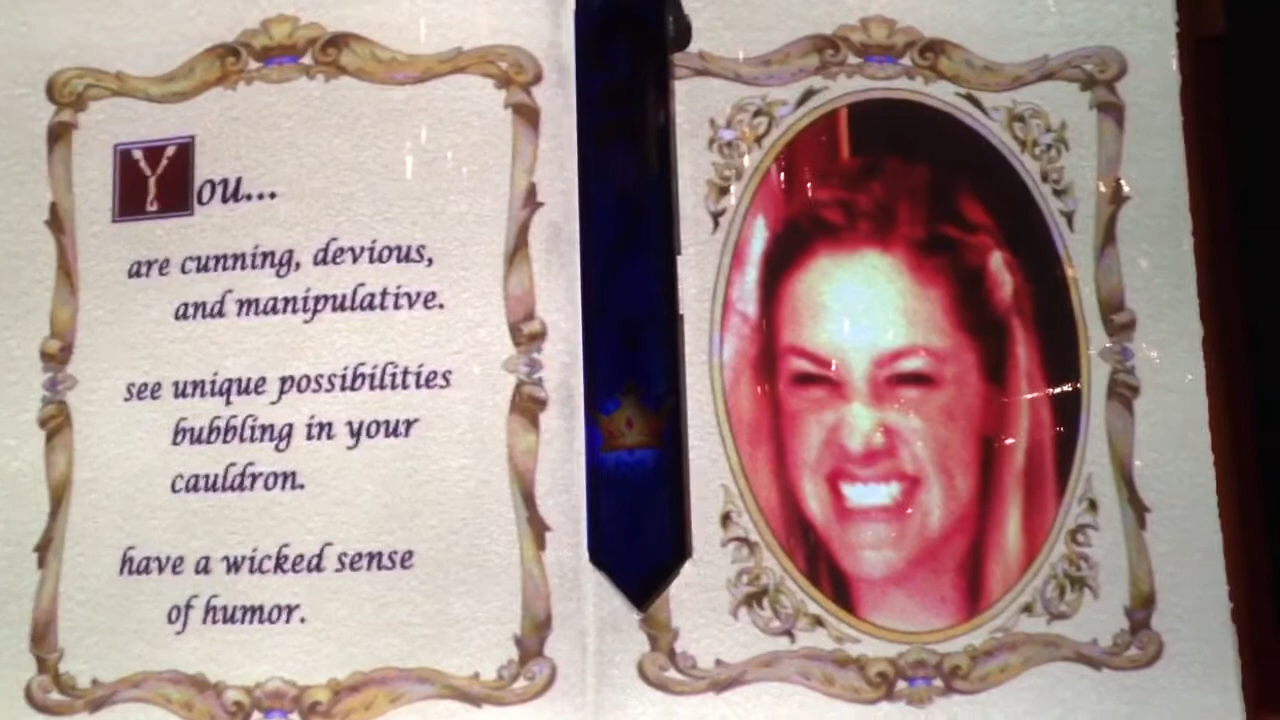 You...
are cunning, devious,
and manipulative.
see unique possibilities
bubbling in your
cauldron.
have a wicked sense
of humor.